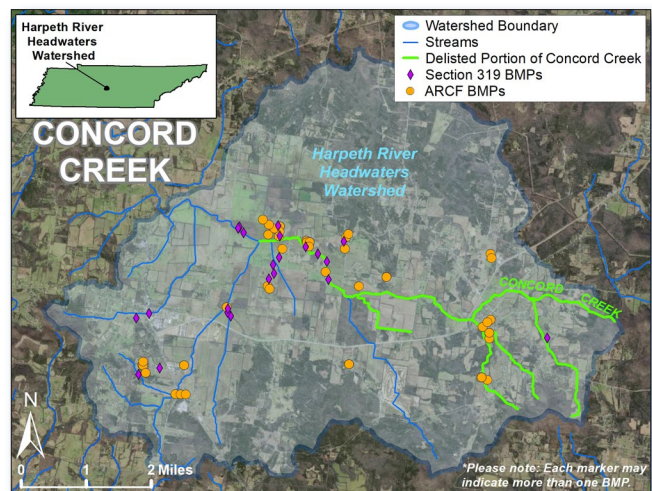 Harpeth River
Headwaters
Watershed
Watershed Boundary
Streams
Delisted Portion of Concord Creek
Section 319 BMPs
ARCF BMPs
CONCORD
CREEK
Harpeth River
Headwaters
Watershed
CONCORD CREEK
N
0 1 2 Miles
*Please note: Each marker may
indicate more than one BMP.